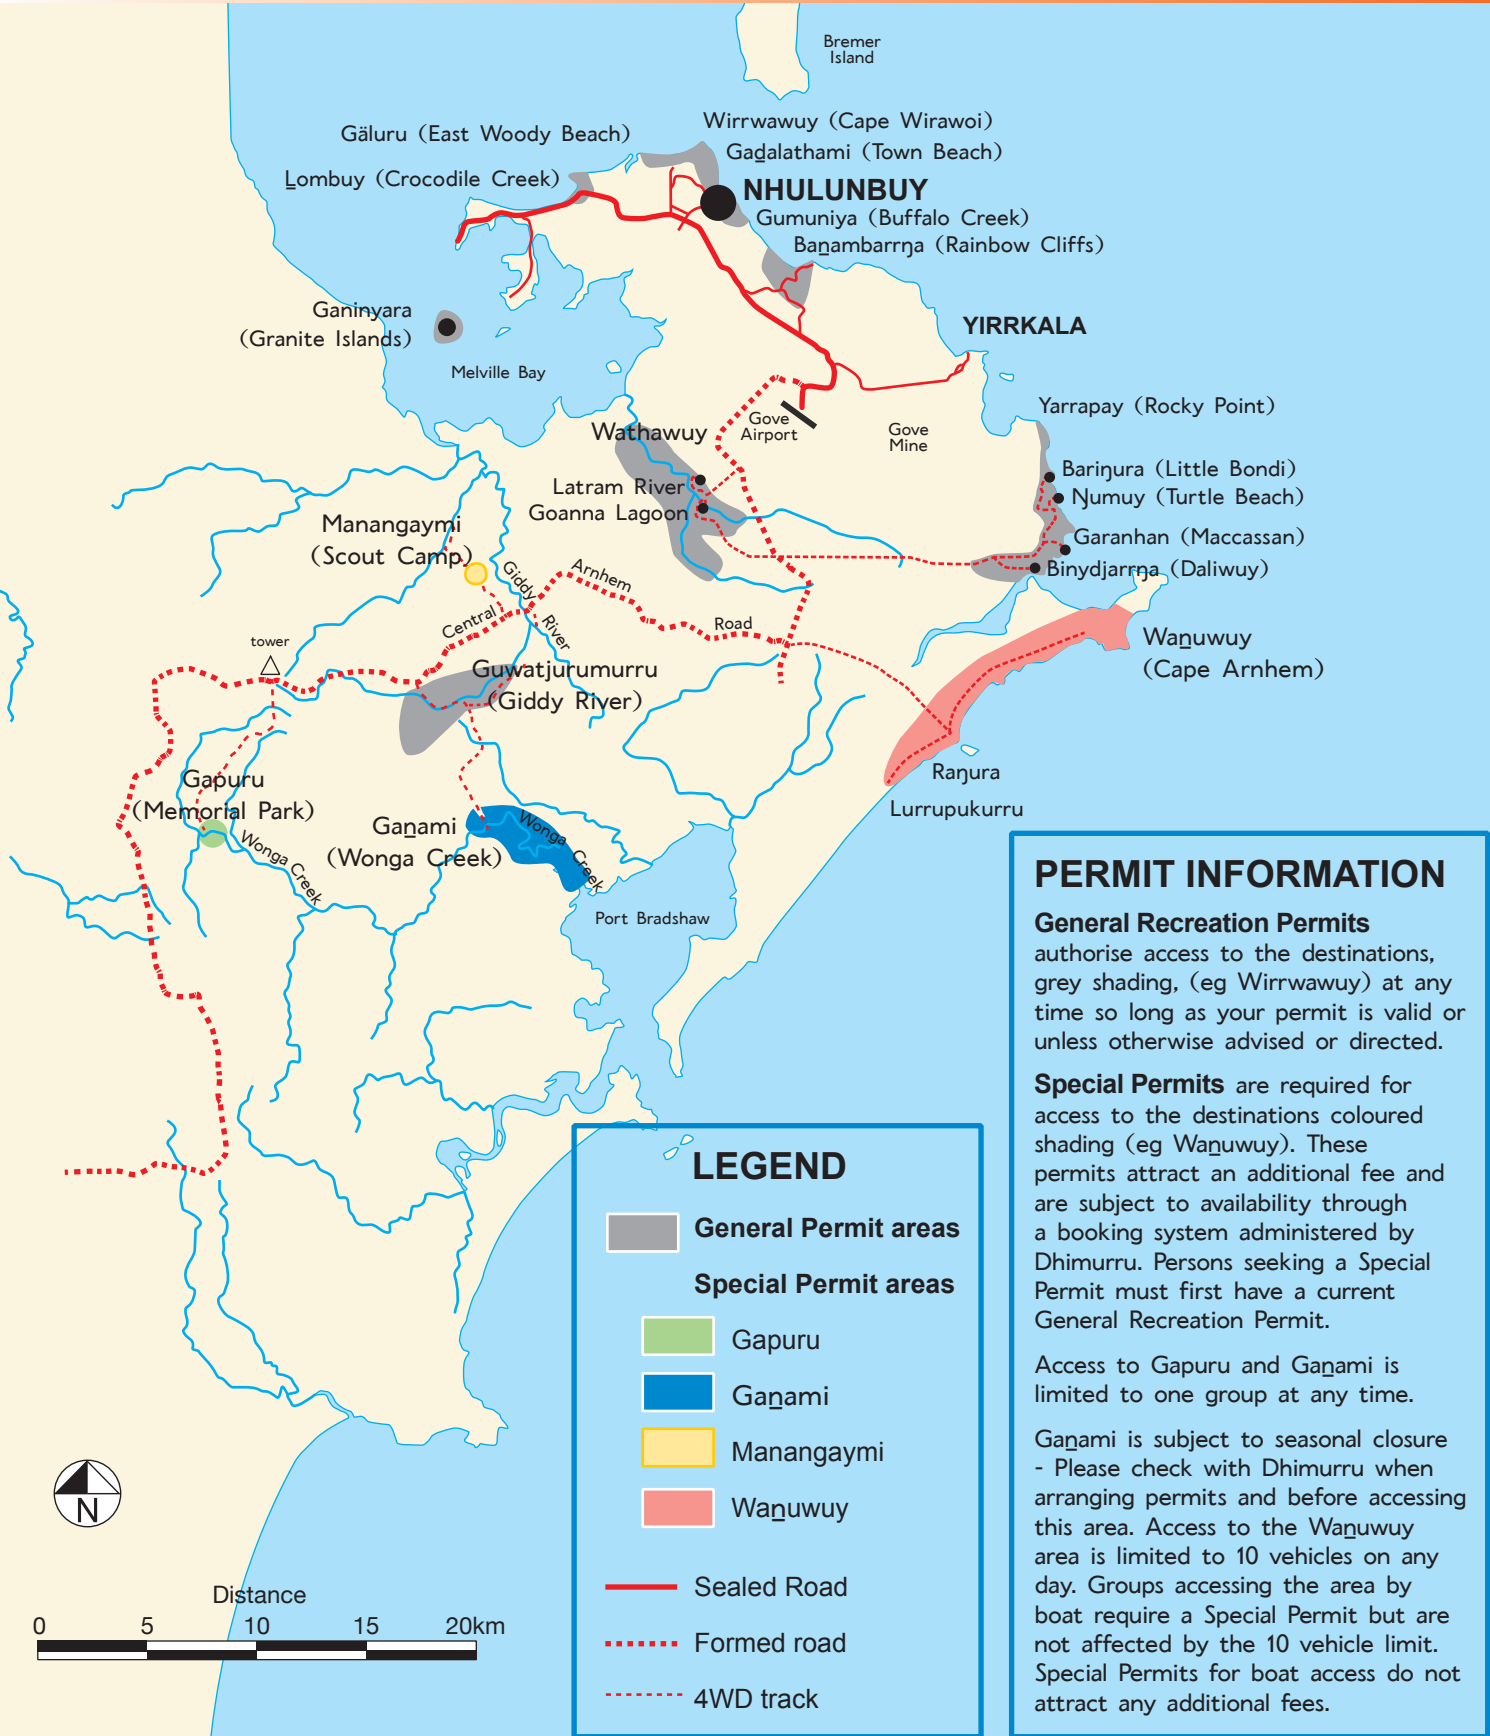 Bremer
Island
Wirrwawuy (Cape Wirawoi)
Gäluru (East Woody Beach)
Gaḏalathami (Town Beach)
Ḻombuy (Crocodile Creek)
NHULUNBUY
Gumuniya (Buffalo Creek)
Baṉambarrŋa (Rainbow Cliffs)
Ganinyara
(Granite Islands)
YIRRKALA
Melville Bay
Yarrapay (Rocky Point)
Gove
Airport
Gove
Mine
Wathawuy
Bariŋura (Little Bondi)
Latram River
Ŋumuy (Turtle Beach)
Goanna Lagoon
Manangaymi
(Scout Camp)
Garanhan (Maccassan)
Binydjarrŋa (Daliwuy)
Giddy
River
Central
Arnhem
Road
tower
Waṉuwuy
(Cape Arnhem)
Guwatjurumurru
(Giddy River)
Raŋura
Lurrupukurru
Gapuru
(Memorial Park)
Wonga Creek
Gaṉami
(Wonga Creek)
Wonga Creek
Port Bradshaw
PERMIT INFORMATION
General Recreation Permits
authorise access to the destinations,
grey shading, (eg Wirrwawuy) at any
time so long as your permit is valid or
unless otherwise advised or directed.
Special Permits are required for
access to the destinations coloured
shading (eg Waṉuwuy). These
permits attract an additional fee and
are subject to availability through
a booking system administered by
Dhimurru. Persons seeking a Special
Permit must first have a current
General Recreation Permit.
Access to Gapuru and Gaṉami is
limited to one group at any time.
Gaṉami is subject to seasonal closure
- Please check with Dhimurru when
arranging permits and before accessing
this area. Access to the Waṉuwuy
area is limited to 10 vehicles on any
day. Groups accessing the area by
boat require a Special Permit but are
not affected by the 10 vehicle limit.
Special Permits for boat access do not
attract any additional fees.
LEGEND
General Permit areas
Special Permit areas
Gapuru
Gaṉami
Manangaymi
Waṉuwuy
Sealed Road
Formed road
4WD track
N
Distance
0 5 10 15 20km